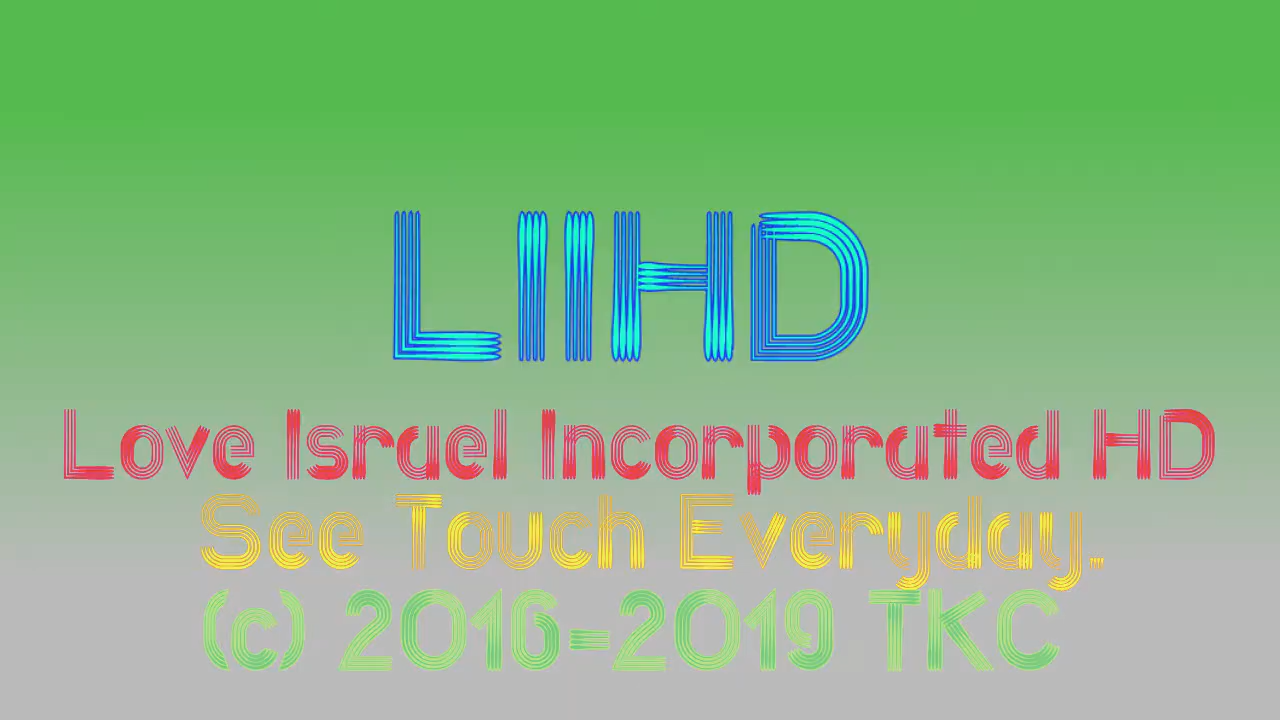 LIIHD
Love Israel Incorporated HD
See Touch Everyday..
(c) 2016-2019 TKC